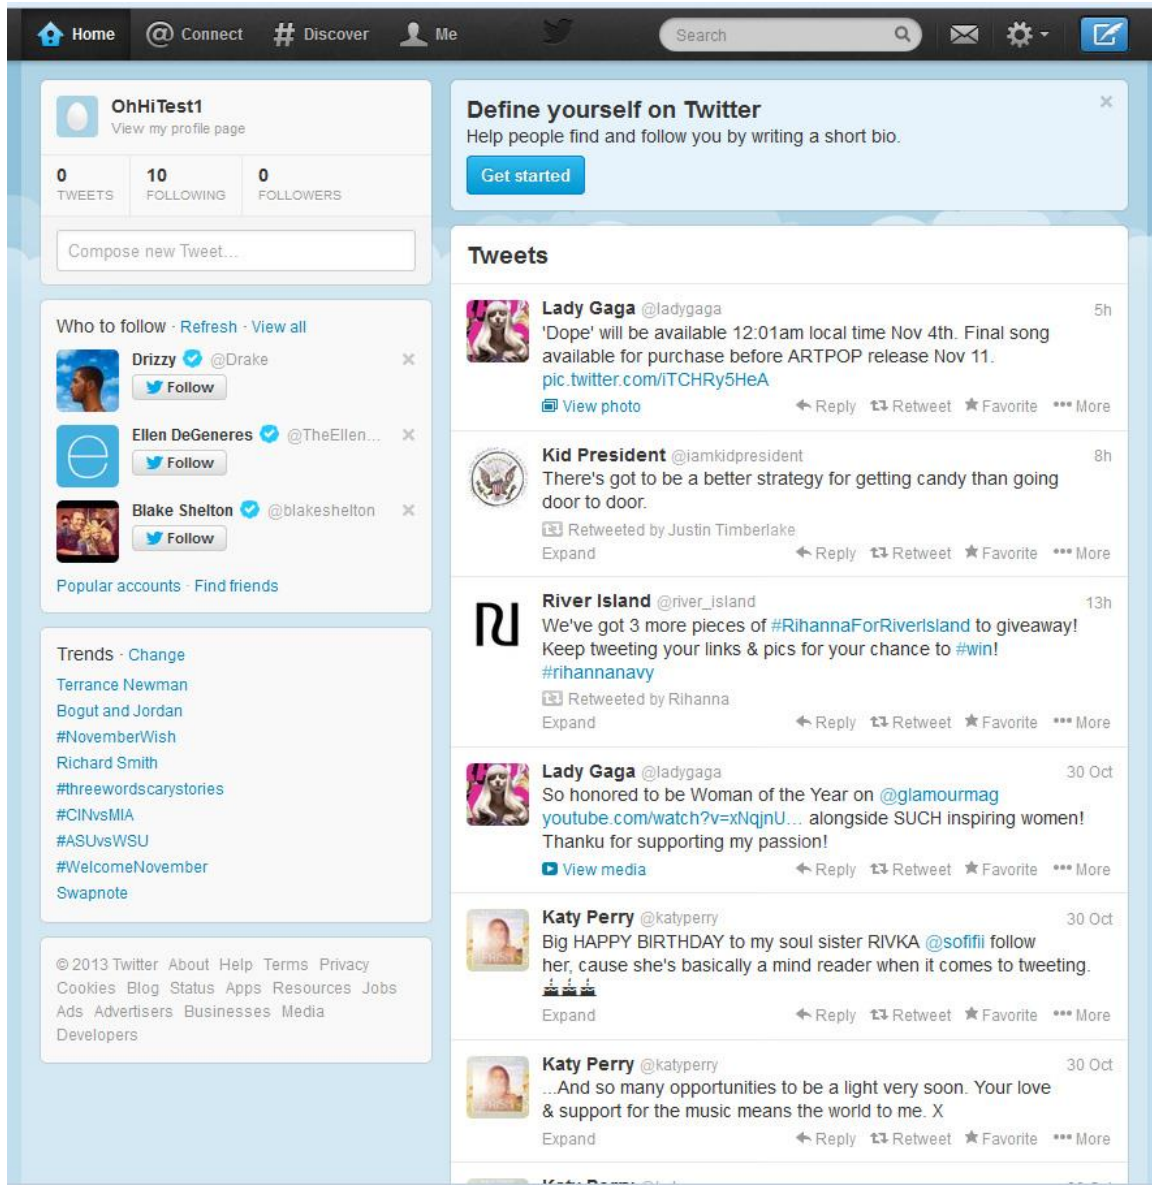 Home @ Connect # Discover Me Search
OhHiTest1
View my profile page
0 10 0
TWEETS FOLLOWING FOLLOWERS
Compose new Tweet...
Who to follow · Refresh · View all
Drizzy @Drake ×
Follow
Ellen DeGeneres @TheEllen... ×
Follow
Blake Shelton @blakeshelton ×
Follow
Popular accounts · Find friends
Trends · Change
Terrance Newman
Bogut and Jordan
#NovemberWish
Richard Smith
#threewordscarystories
#CINvsMIA
#ASUvsWSU
#WelcomeNovember
Swapnote
© 2013 Twitter About Help Terms Privacy
Cookies Blog Status Apps Resources Jobs
Ads Advertisers Businesses Media
Developers
Define yourself on Twitter ×
Help people find and follow you by writing a short bio.
Get started
Tweets
Lady Gaga @ladygaga 5h
'Dope' will be available 12:01am local time Nov 4th. Final song
available for purchase before ARTPOP release Nov 11.
pic.twitter.com/iTCHRy5HeA
View photo Reply Retweet Favorite ••• More
Kid President @iamkidpresident 8h
There's got to be a better strategy for getting candy than going
door to door.
Retweeted by Justin Timberlake
Expand Reply Retweet Favorite ••• More
River Island @river_island 13h
We've got 3 more pieces of #RihannaForRiverIsland to giveaway!
Keep tweeting your links & pics for your chance to #win!
#rihannanavy
Retweeted by Rihanna
Expand Reply Retweet Favorite ••• More
Lady Gaga @ladygaga 30 Oct
So honored to be Woman of the Year on @glamourmag
youtube.com/watch?v=xNqjnU... alongside SUCH inspiring women!
Thanku for supporting my passion!
View media Reply Retweet Favorite ••• More
Katy Perry @katyperry 30 Oct
Big HAPPY BIRTHDAY to my soul sister RIVKA @sofifii follow
her, cause she's basically a mind reader when it comes to tweeting.
🎂🎂🎂
Expand Reply Retweet Favorite ••• More
Katy Perry @katyperry 30 Oct
...And so many opportunities to be a light very soon. Your love
& support for the music means the world to me. X
Expand Reply Retweet Favorite ••• More